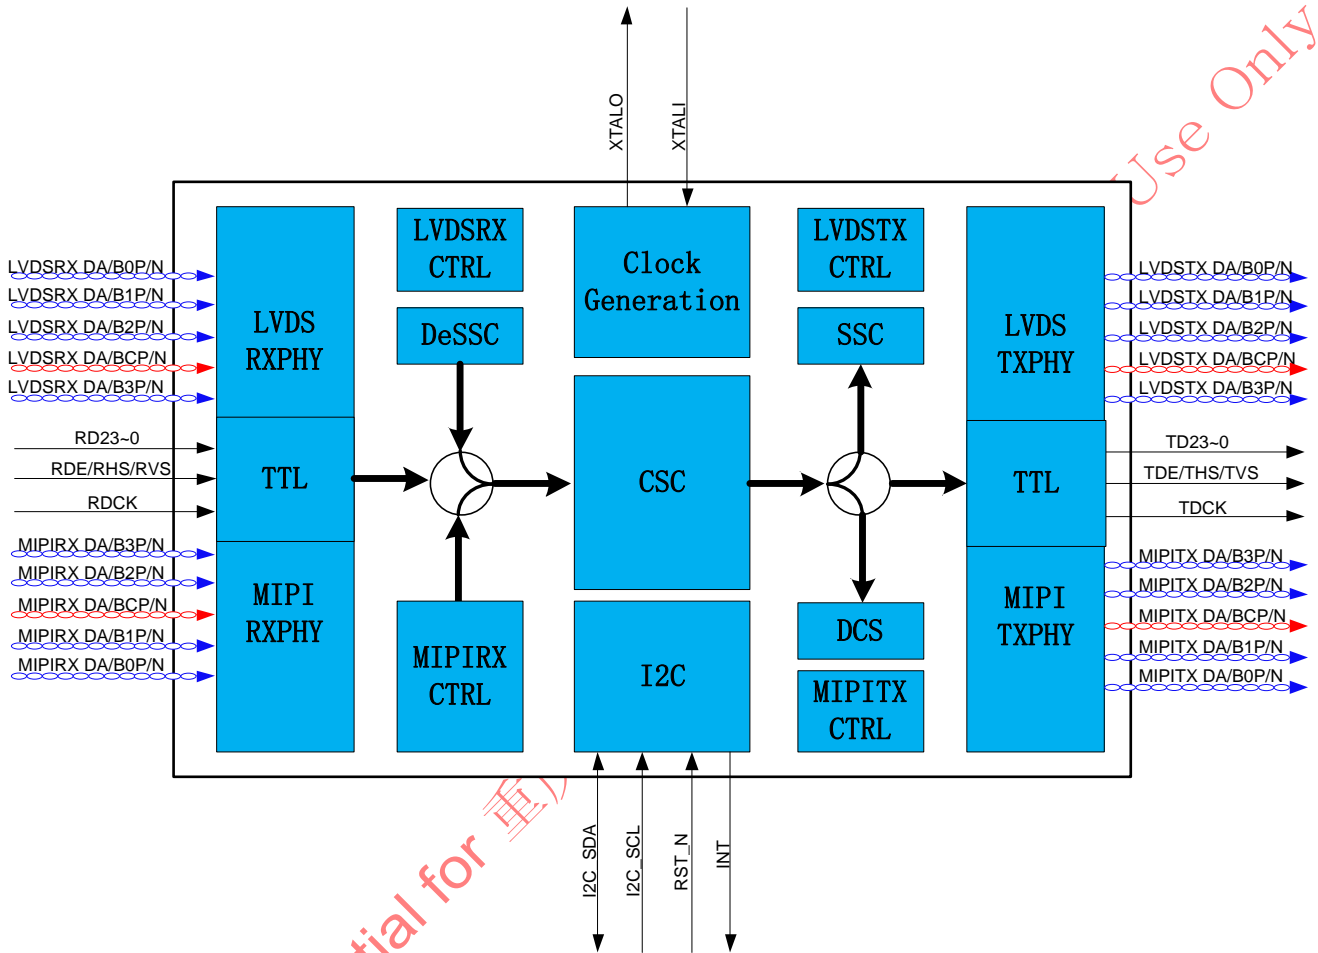 XTALO
XTALI
Use Only
LVDSRX DA/B0P/N
LVDSRX DA/B1P/N
LVDSRX DA/B2P/N
LVDSRX DA/BCP/N
LVDSRX DA/B3P/N
RD23~0
RDE/RHS/RVS
RDCK
MIPIRX DA/B3P/N
MIPIRX DA/B2P/N
MIPIRX DA/BCP/N
MIPIRX DA/B1P/N
MIPIRX DA/B0P/N
LVDS
RXPHY
TTL
MIPI
RXPHY
LVDSRX
CTRL
DeSSC
MIPIRX
CTRL
Clock
Generation
CSC
I2C
LVDSTX
CTRL
SSC
DCS
MIPITX
CTRL
LVDS
TXPHY
TTL
MIPI
TXPHY
LVDSTX DA/B0P/N
LVDSTX DA/B1P/N
LVDSTX DA/B2P/N
LVDSTX DA/BCP/N
LVDSTX DA/B3P/N
TD23~0
TDE/THS/TVS
TDCK
MIPITX DA/B3P/N
MIPITX DA/B2P/N
MIPITX DA/BCP/N
MIPITX DA/B1P/N
MIPITX DA/B0P/N
I2C_SDA
I2C_SCL
RST_N
INT
tial for 重